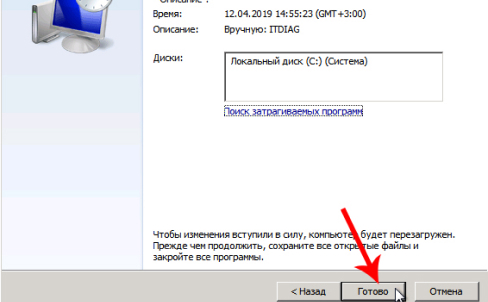 "Описание".
Время: 12.04.2019 14:55:23 (GMT+3:00)
Описание: Вручную: ITDIAG
Диски: Локальный диск (C:) (Система)
Поиск затрагиваемых программ
Чтобы изменения вступили в силу, компьютер будет перезагружен.
Прежде чем продолжить, сохраните все открытые файлы и
закройте все программы.
< Назад Готово Отмена